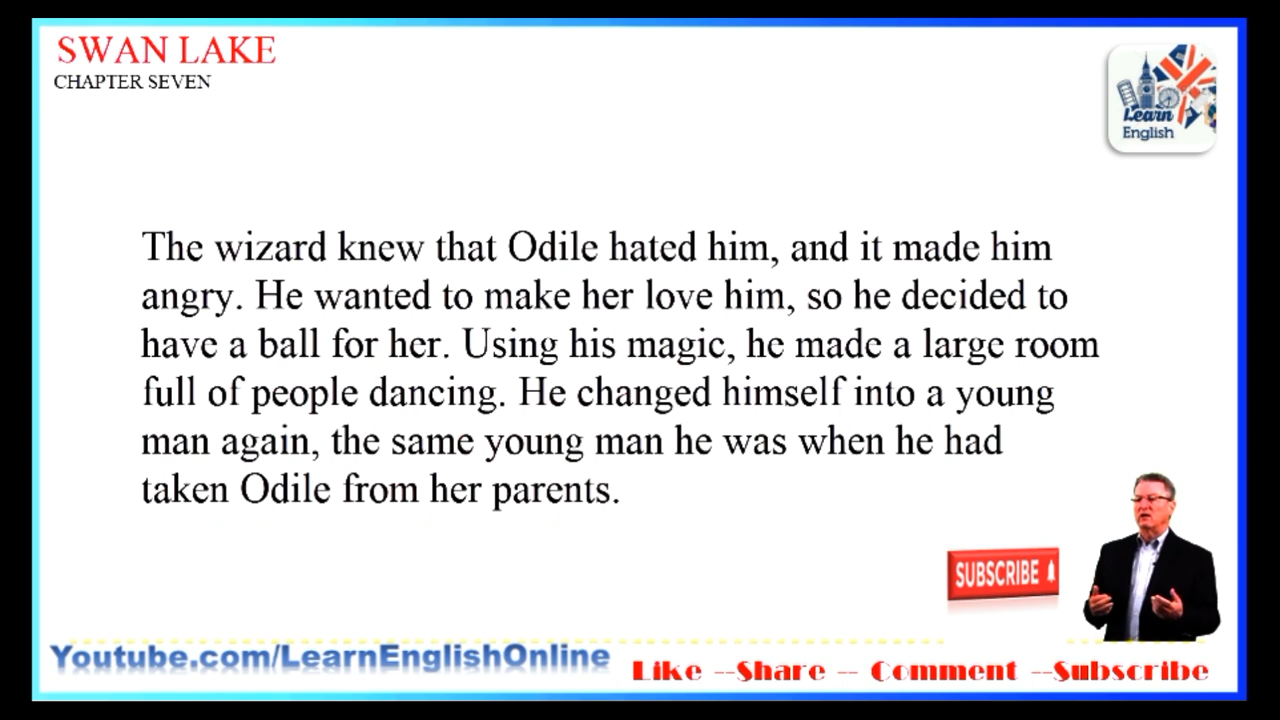 SWAN LAKE
CHAPTER SEVEN
Learn
English
The wizard knew that Odile hated him, and it made him
angry. He wanted to make her love him, so he decided to
have a ball for her. Using his magic, he made a large room
full of people dancing. He changed himself into a young
man again, the same young man he was when he had
taken Odile from her parents.
SUBSCRIBE
Youtube.com/LearnEnglishOnline
Like --Share -- Comment --Subscribe